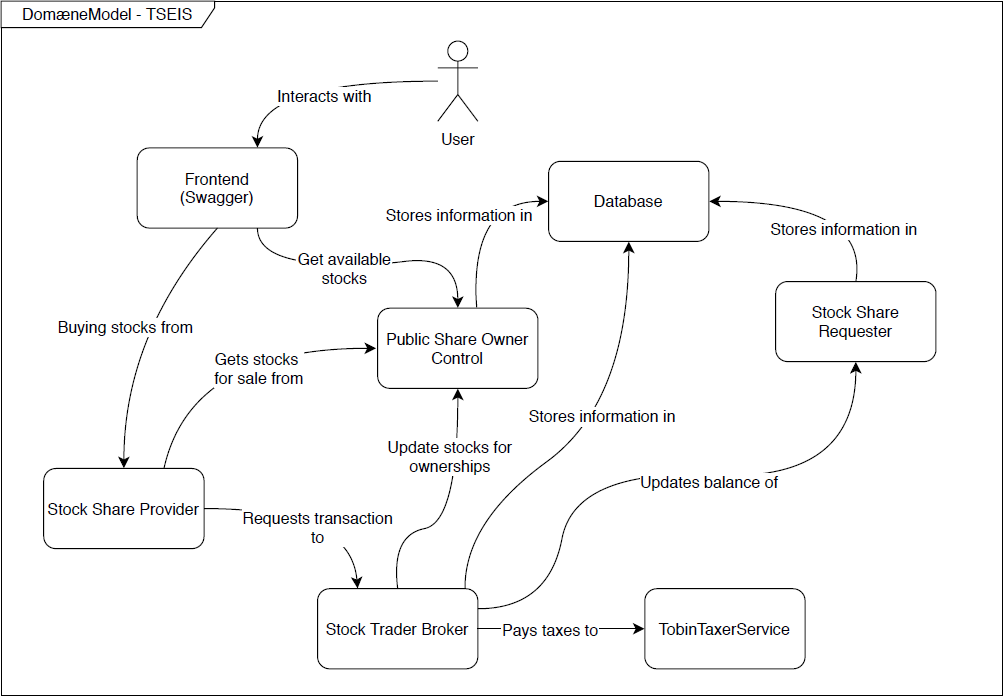 DomæneModel - TSEIS
Interacts with
User
Frontend
(Swagger)
Database
Stores information in
Stores information in
Get available
stocks
Stock Share
Requester
Buying stocks from
Public Share Owner
Control
Gets stocks
for sale from
Stores information in
Update stocks for
ownerships
Updates balance of
Stock Share Provider
Requests transaction
to
Stock Trader Broker
Pays taxes to
TobinTaxerService